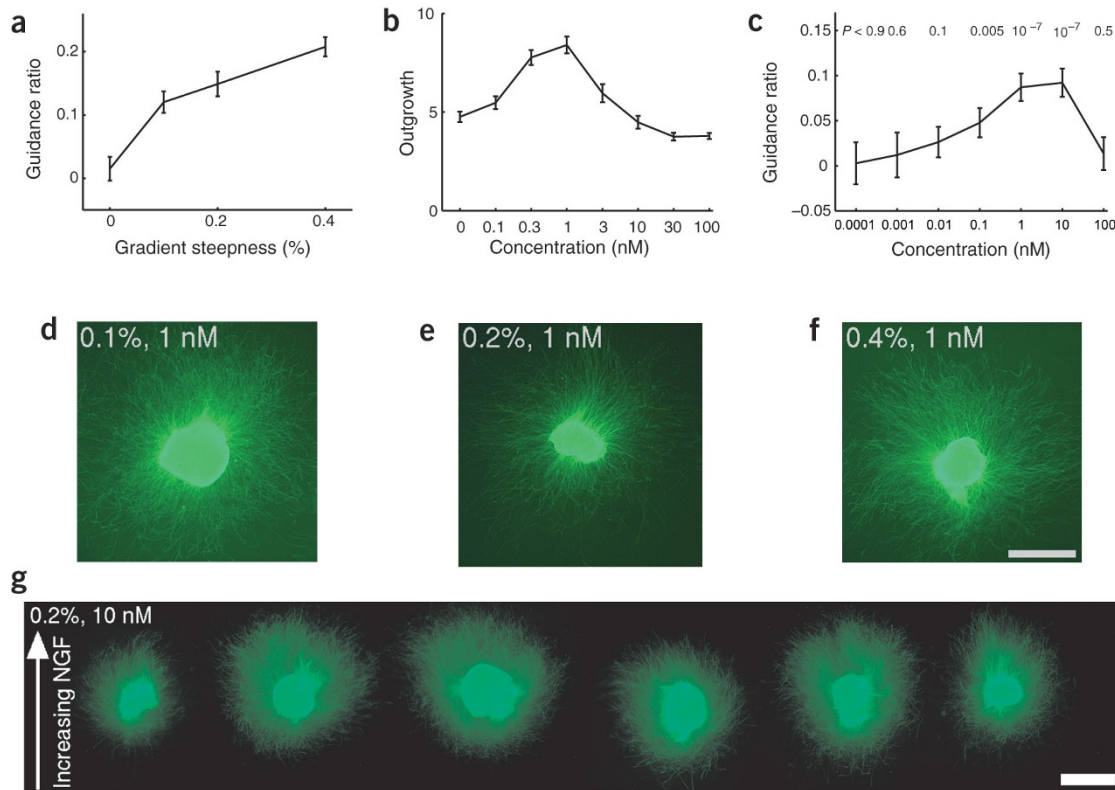 a
Guidance ratio
0.2
0.1
0
0
0.2
0.4
Gradient steepness (%)
b
Outgrowth
10
5
0
0 0.1 0.3 1 3 10 30 100
Concentration (nM)
c
Guidance ratio
0.15
0.1
0.05
0
–0.05
P < 0.9 0.6 0.1 0.005 10⁻⁷ 10⁻⁷ 0.5
0.0001 0.001 0.01 0.1 1 10 100
Concentration (nM)
d
0.1%, 1 nM
e
0.2%, 1 nM
f
0.4%, 1 nM
g
0.2%, 10 nM
Increasing NGF